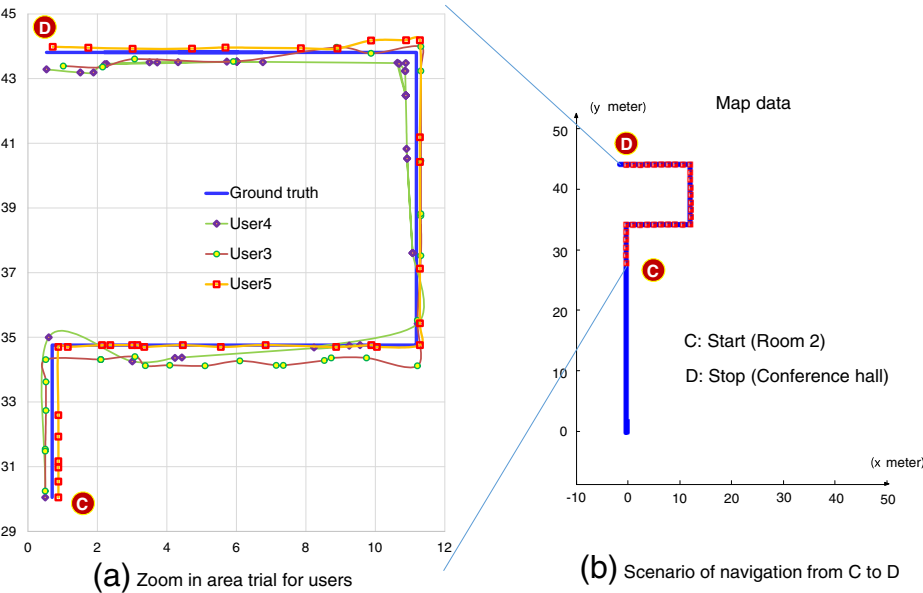 45
43
41
39
37
35
33
31
29
0
2
4
6
8
10
12
D
C
Ground truth
User4
User3
User5
(a) Zoom in area trial for users
(y meter)
Map data
50
40
30
20
10
0
-10
0
10
20
30
40
50
(x meter)
D
C
C: Start (Room 2)
D: Stop (Conference hall)
(b) Scenario of navigation from C to D